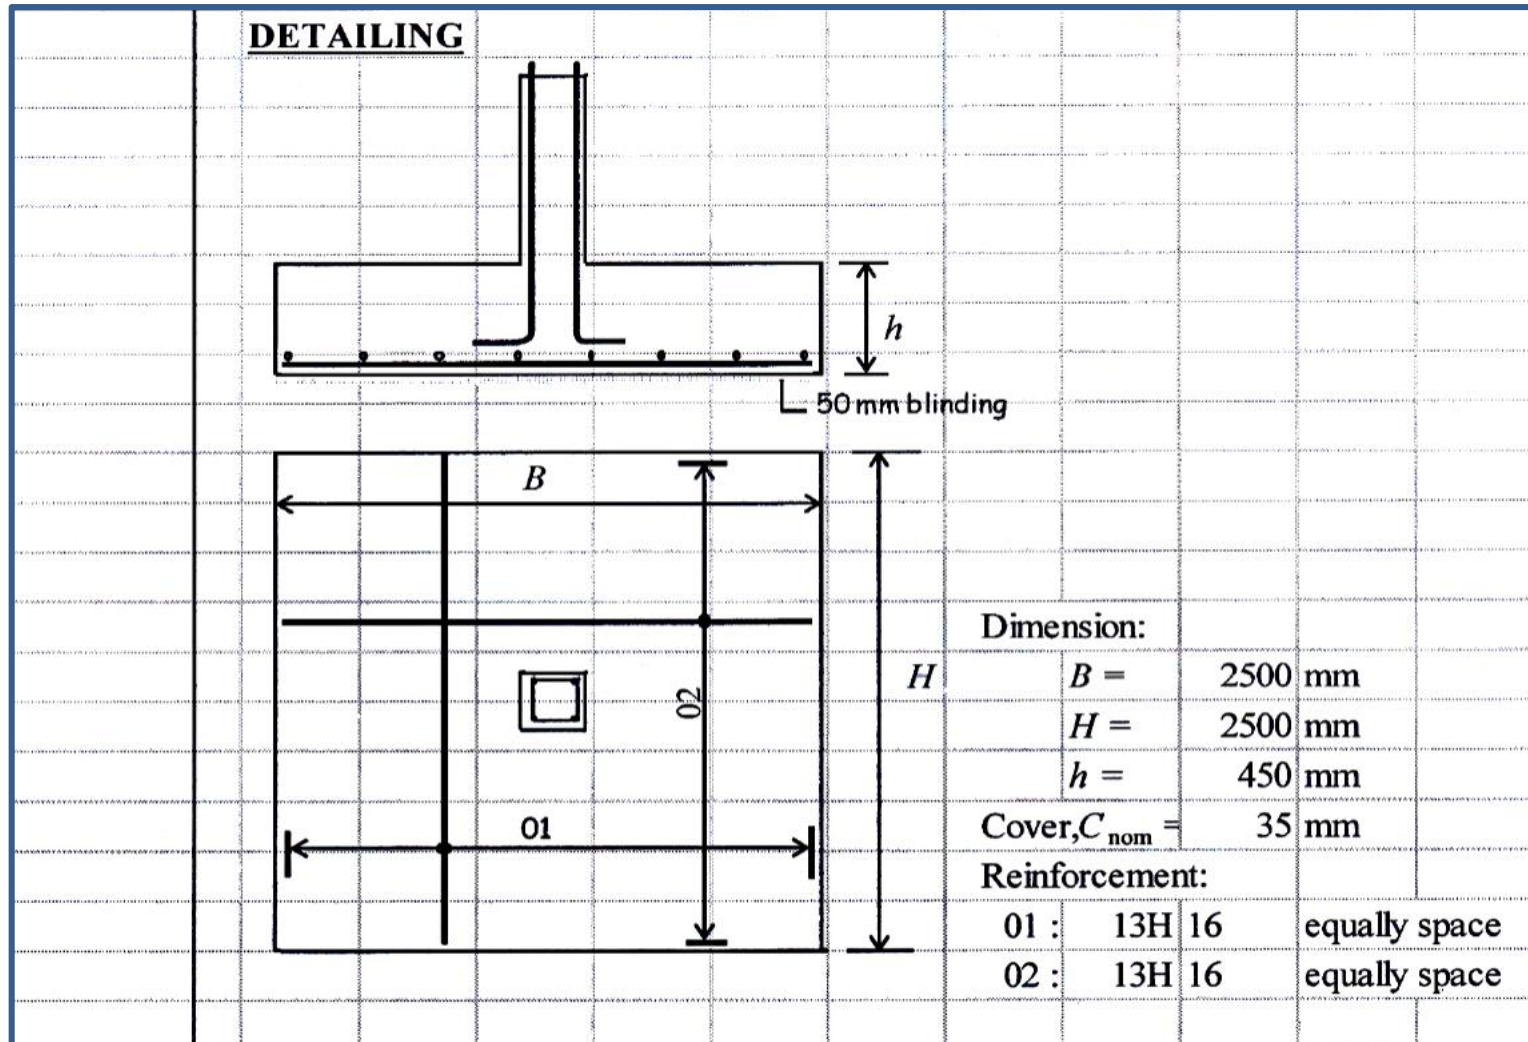 DETAILING
h
50 mm blinding
B
H
02
01
Dimension:
B = 2500 mm
H = 2500 mm
h = 450 mm
Cover,Cnom = 35 mm
Reinforcement:
01 : 13H 16 equally space
02 : 13H 16 equally space